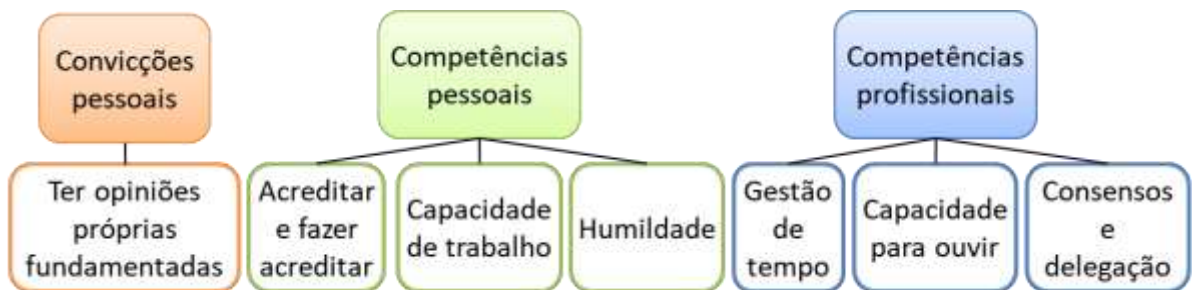 Convicções
pessoais
Competências
pessoais
Competências
profissionais
Ter opiniões
próprias
fundamentadas
Acreditar
e fazer
acreditar
Capacidade
de trabalho
Humildade
Gestão
de
tempo
Capacidade
para ouvir
Consensos
e
delegação